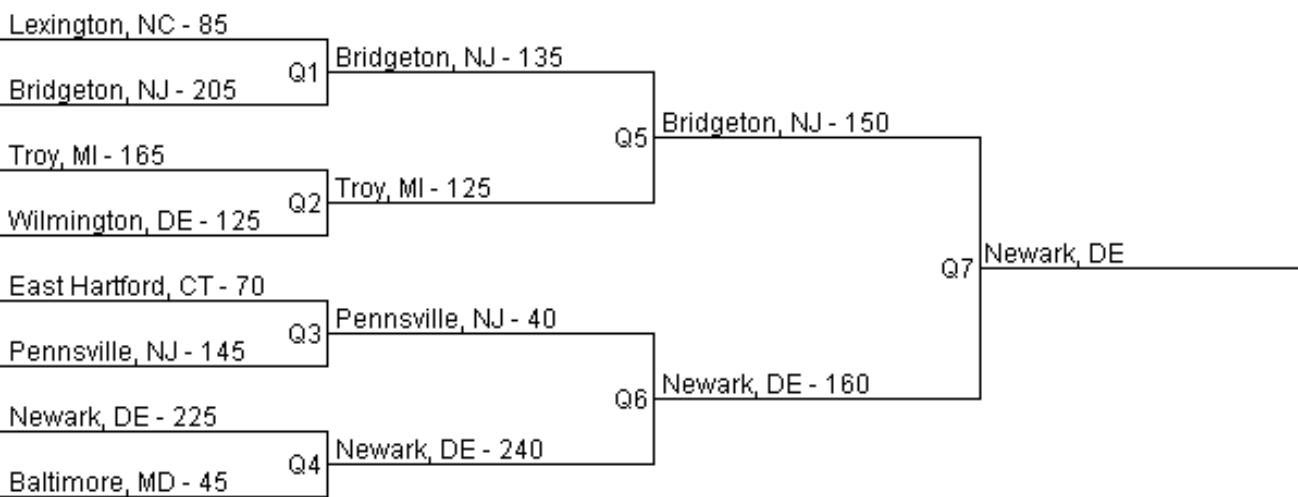 Lexington, NC - 85
Bridgeton, NJ - 135
Q1
Bridgeton, NJ - 205
Bridgeton, NJ - 150
Q5
Troy, MI - 165
Troy, MI - 125
Q2
Wilmington, DE - 125
Newark, DE
Q7
East Hartford, CT - 70
Pennsville, NJ - 40
Q3
Pennsville, NJ - 145
Newark, DE - 160
Q6
Newark, DE - 225
Newark, DE - 240
Q4
Baltimore, MD - 45